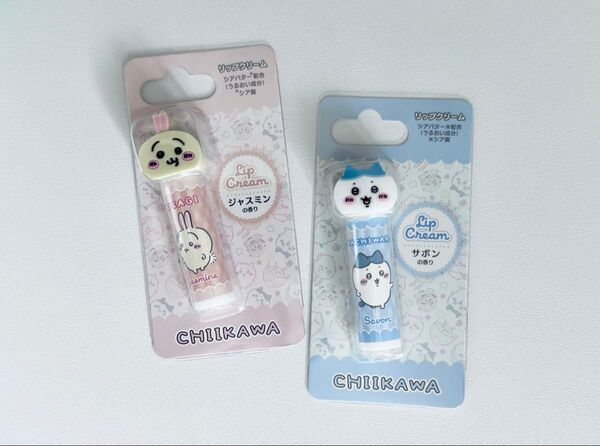 リップクリーム
シアバター*配合
(うるおい成分)
*シア脂
Lip
Cream
ジャスミン
の香り
CHIIKAWA
リップクリーム
シアバター※配合
(うるおい成分)
※シア脂
Lip
Cream
サボン
の香り
Savon
CHIIKAWA